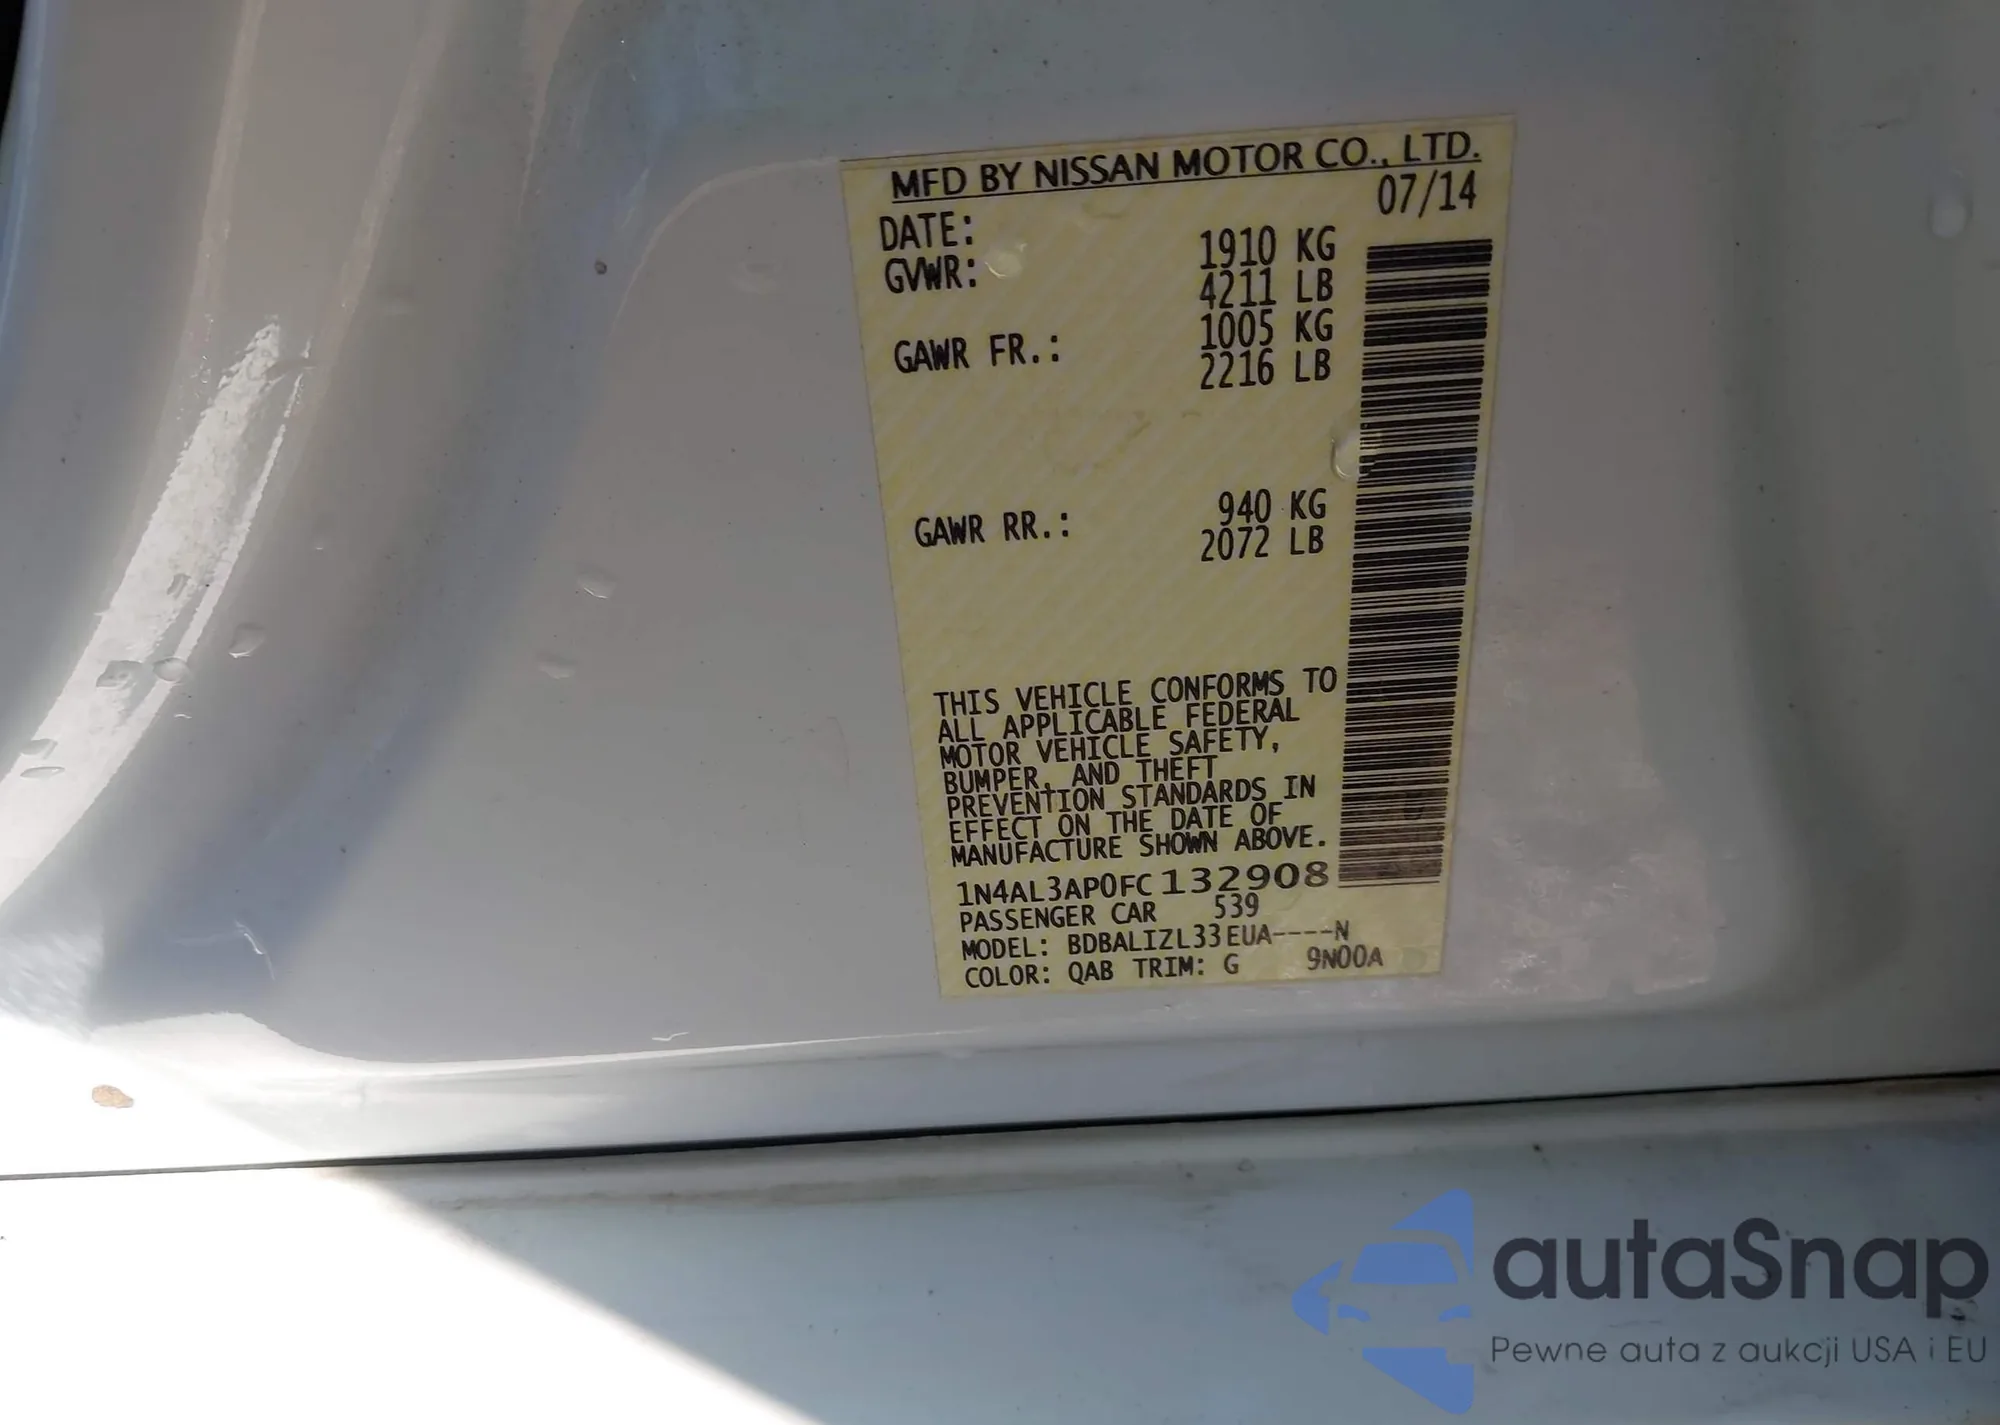 MFD BY NISSAN MOTOR CO., LTD.
DATE: 07/14
GVWR: 1910 KG
4211 LB
GAWR FR.: 1005 KG
2216 LB
GAWR RR.: 940 KG
2072 LB
THIS VEHICLE CONFORMS TO
ALL APPLICABLE FEDERAL
MOTOR VEHICLE SAFETY,
BUMPER, AND THEFT
PREVENTION STANDARDS IN
EFFECT ON THE DATE OF
MANUFACTURE SHOWN ABOVE.
1N4AL3AP0FC132908
PASSENGER CAR 539
MODEL: BDBALIZL33EUA----N
COLOR: QAB TRIM: G 9N00A
autaSnap
Pewne auta z aukcji USA i EU